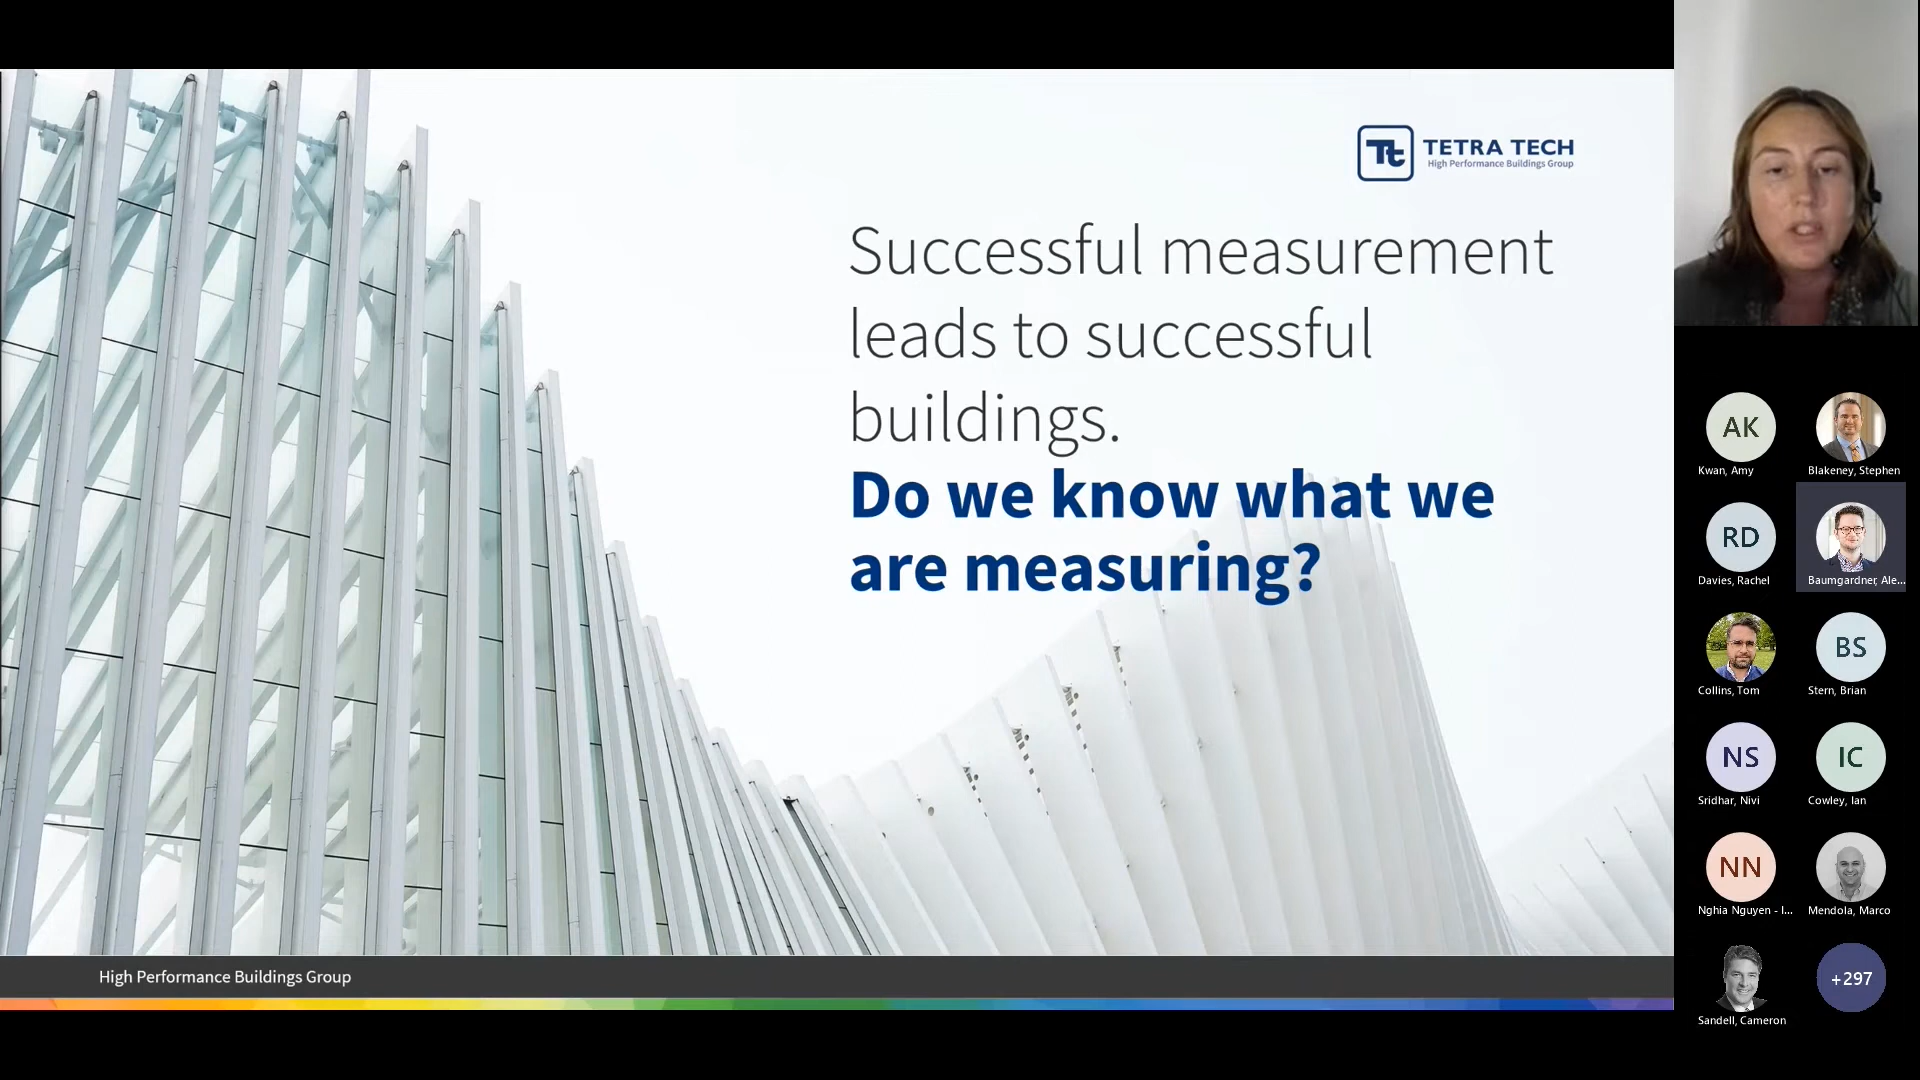 Tt TETRA TECH
High Performance Buildings Group
Successful measurement
leads to successful
buildings.
Do we know what we
are measuring?
High Performance Buildings Group
AK
Kwan, Amy
Blakeney, Stephen
RD
Davies, Rachel
Baumgardner, Ale...
Collins, Tom
BS
Stern, Brian
NS
Sridhar, Nivi
IC
Cowley, Ian
NN
Nghia Nguyen - I...
Mendola, Marco
Sandell, Cameron
+297